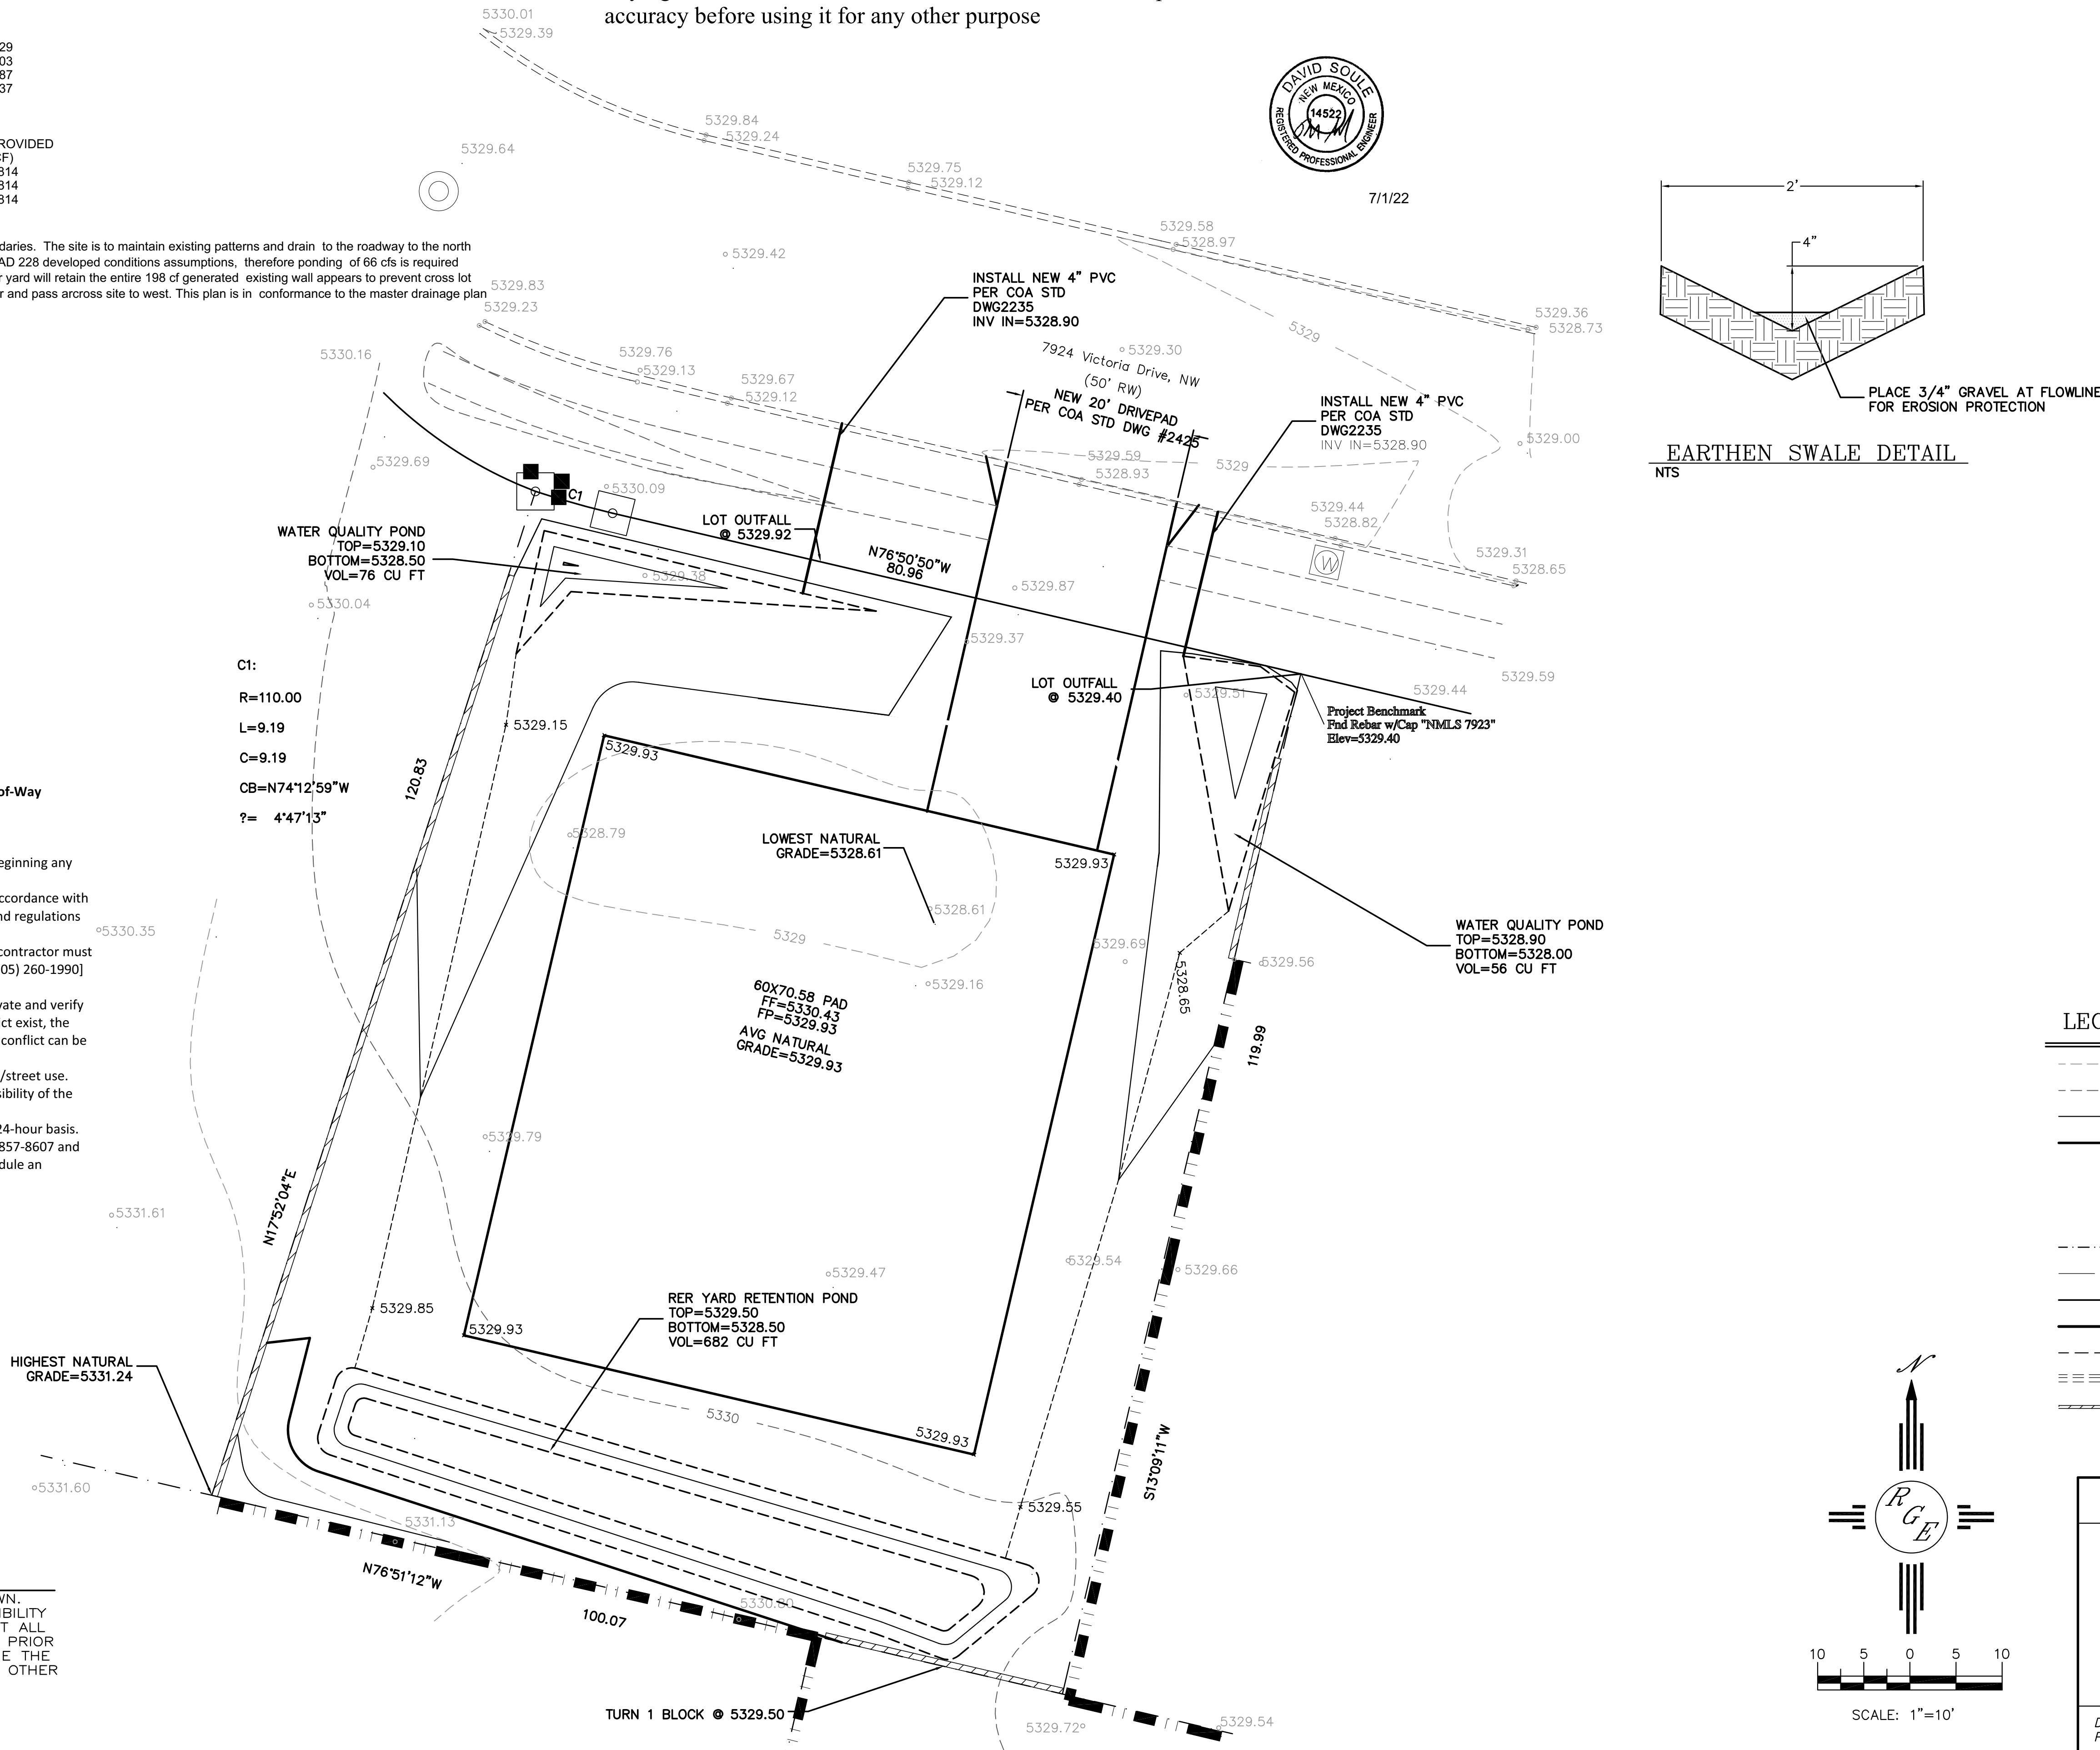 accuracy before using it for any other purpose
5330.01
5329.39
29
03
87
37
ROVIDED
CF)
814
814
814
daries. The site is to maintain existing patterns and drain to the roadway to the north
AD 228 developed conditions assumptions, therefore ponding of 66 cfs is required
r yard will retain the entire 198 cf generated existing wall appears to prevent cross lot
r and pass arcross site to west. This plan is in conformance to the master drainage plan
DAVID SOULE
NEW MEXICO
14522
REGISTERED PROFESSIONAL ENGINEER
7/1/22
5329.84
5329.24
5329.64
5329.75
5329.12
5329.58
5328.97
5329.42
5329.83
5329.23
5329.36
5328.73
2'
4"
PLACE 3/4" GRAVEL AT FLOWLINE
FOR EROSION PROTECTION
EARTHEN SWALE DETAIL
NTS
INSTALL NEW 4" PVC
PER COA STD
DWG2235
INV IN=5328.90
5329
5330.16
5329.76
5329.13
5329.67
5329.12
5329.30
7924 Victoria Drive, NW
(50' RW)
NEW 20' DRIVEPAD
PER COA STD DWG #2425
INSTALL NEW 4" PVC
PER COA STD
DWG2235
INV IN=5328.90
5329.00
5329.69
5330.09
5329.59
5328.93
5329
5329.44
5328.82
5329.31
5328.65
C1
WATER QUALITY POND
TOP=5329.10
BOTTOM=5328.50
VOL=76 CU FT
LOT OUTFALL
@ 5329.92
N76°50'50"W
80.96
W
5329.38
5329.87
5330.04
5329.37
C1:
R=110.00
L=9.19
C=9.19
CB=N74°12'59"W
?= 4°47'13"
LOT OUTFALL
@ 5329.40
5329.51
5329.59
5329.44
Project Benchmark
Fnd Rebar w/Cap "NMLS 7923"
Elev=5329.40
5329.15
5329.93
120.83
of-Way
5328.79
LOWEST NATURAL
GRADE=5328.61
5329.93
eginning any
ccordance with
nd regulations
contractor must
05) 260-1990]
vate and verify
ict exist, the
conflict can be
/street use.
sibility of the
24-hour basis.
857-8607 and
dule an
5330.35
5328.61
5329
5329.69
5329.16
5328.65
5329.56
WATER QUALITY POND
TOP=5328.90
BOTTOM=5328.00
VOL=56 CU FT
60X70.58 PAD
FF=5330.43
FP=5329.93
AVG NATURAL
GRADE=5329.93
119.99
LEG
5329.79
5331.61
N17°52'04"E
5329.47
5329.54
5329.66
RER YARD RETENTION POND
TOP=5329.50
BOTTOM=5328.50
VOL=682 CU FT
5329.85
5329.93
HIGHEST NATURAL
GRADE=5331.24
5330
5329.93
S13°09'11"W
5331.60
5329.55
5331.13
N76°51'12"W
100.07
5330.80
WN.
IBILITY
T ALL
PRIOR
E THE
OTHER
TURN 1 BLOCK @ 5329.50
5329.72
5329.54
N
RGE
10 5 0 5 10
SCALE: 1"=10'